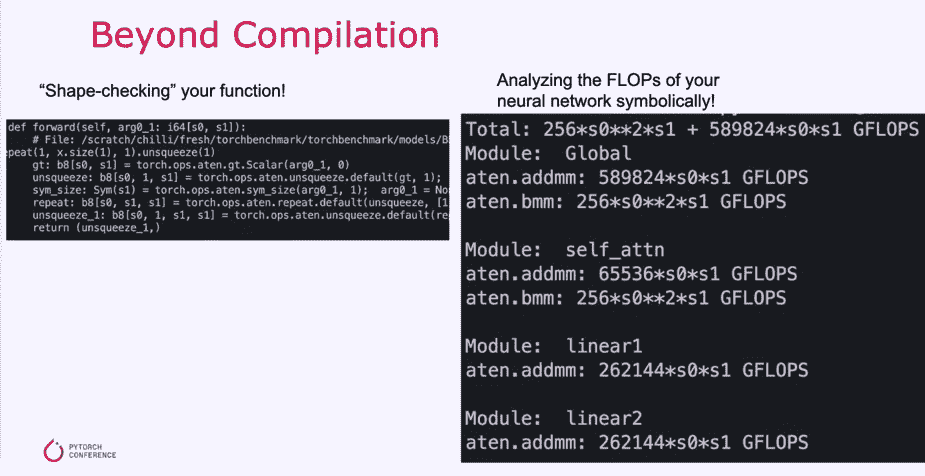 Beyond Compilation
“Shape-checking” your function!
def forward(self, arg0_1: i64[s0, s1]):
# File: /scratch/chilli/fresh/torchbenchmark/torchbenchmark/models/B
epeat(1, x.size(1), 1).unsqueeze(1)
gt: b8[s0, s1] = torch.ops.aten.gt.Scalar(arg0_1, 0)
unsqueeze: b8[s0, 1, s1] = torch.ops.aten.unsqueeze.default(gt, 1);
sym_size: Sym(s1) = torch.ops.aten.sym_size(arg0_1, 1);  arg0_1 = No
repeat: b8[s0, s1, s1] = torch.ops.aten.repeat.default(unsqueeze, [1
unsqueeze_1: b8[s0, 1, s1, s1] = torch.ops.aten.unsqueeze.default(rep
return (unsqueeze_1,)
Analyzing the FLOPs of your
neural network symbolically!
Total: 256*s0**2*s1 + 589824*s0*s1 GFLOPS
Module:  Global
aten.addmm: 589824*s0*s1 GFLOPS
aten.bmm: 256*s0**2*s1 GFLOPS
Module:  self_attn
aten.addmm: 65536*s0*s1 GFLOPS
aten.bmm: 256*s0**2*s1 GFLOPS
Module:  linear1
aten.addmm: 262144*s0*s1 GFLOPS
Module:  linear2
aten.addmm: 262144*s0*s1 GFLOPS
PYTORCH
CONFERENCE